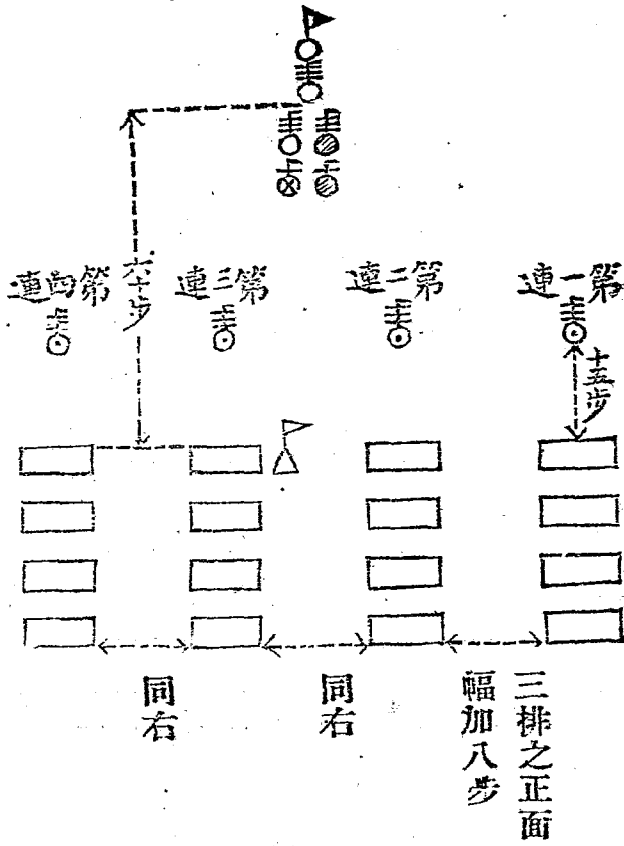 第一連
十五步
第二連
第三連
六十步
第四連
三排之正面
幅加八步
同右
同右